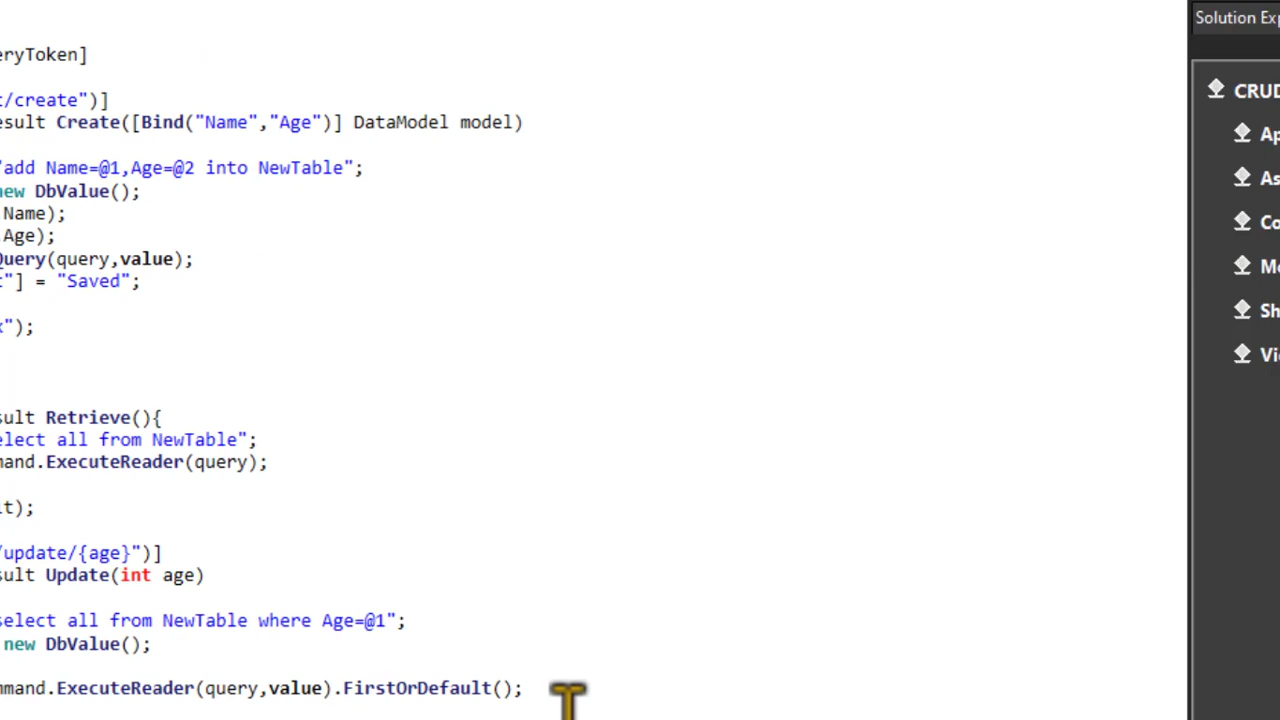 eryToken]
t/create")]
esult Create([Bind("Name","Age")] DataModel model)
"add Name=@1,Age=@2 into NewTable";
new DbValue();
.Name);
.Age);
Query(query,value);
t"] = "Saved";
x");
sult Retrieve(){
elect all from NewTable";
mand.ExecuteReader(query);
lt);
/update/{age}")]
sult Update(int age)
select all from NewTable where Age=@1";
new DbValue();
mmand.ExecuteReader(query,value).FirstOrDefault();
Solution Exp
CRUD
Ap
As
Co
Mo
Sh
Vi